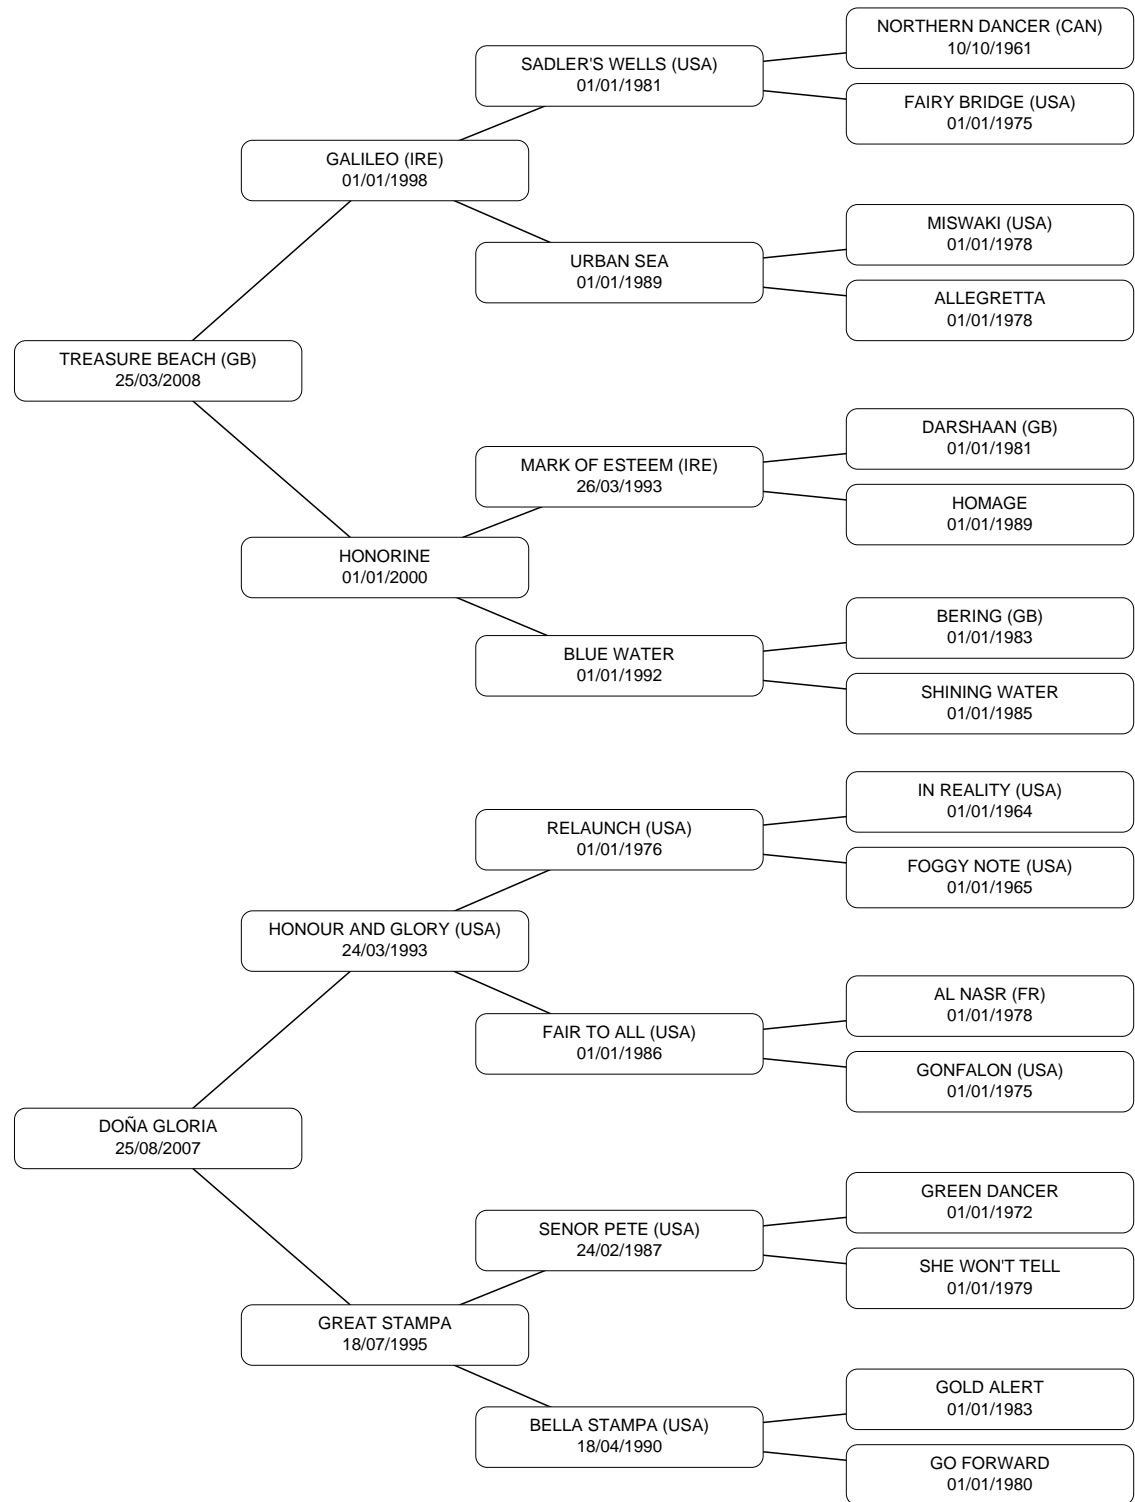 NORTHERN DANCER (CAN)
10/10/1961
SADLER'S WELLS (USA)
01/01/1981
FAIRY BRIDGE (USA)
01/01/1975
GALILEO (IRE)
01/01/1998
MISWAKI (USA)
01/01/1978
URBAN SEA
01/01/1989
ALLEGRETTA
01/01/1978
TREASURE BEACH (GB)
25/03/2008
DARSHAAN (GB)
01/01/1981
MARK OF ESTEEM (IRE)
26/03/1993
HOMAGE
01/01/1989
HONORINE
01/01/2000
BERING (GB)
01/01/1983
BLUE WATER
01/01/1992
SHINING WATER
01/01/1985
IN REALITY (USA)
01/01/1964
RELAUNCH (USA)
01/01/1976
FOGGY NOTE (USA)
01/01/1965
HONOUR AND GLORY (USA)
24/03/1993
AL NASR (FR)
01/01/1978
FAIR TO ALL (USA)
01/01/1986
GONFALON (USA)
01/01/1975
DOÑA GLORIA
25/08/2007
GREEN DANCER
01/01/1972
SENOR PETE (USA)
24/02/1987
SHE WON'T TELL
01/01/1979
GREAT STAMPA
18/07/1995
GOLD ALERT
01/01/1983
BELLA STAMPA (USA)
18/04/1990
GO FORWARD
01/01/1980